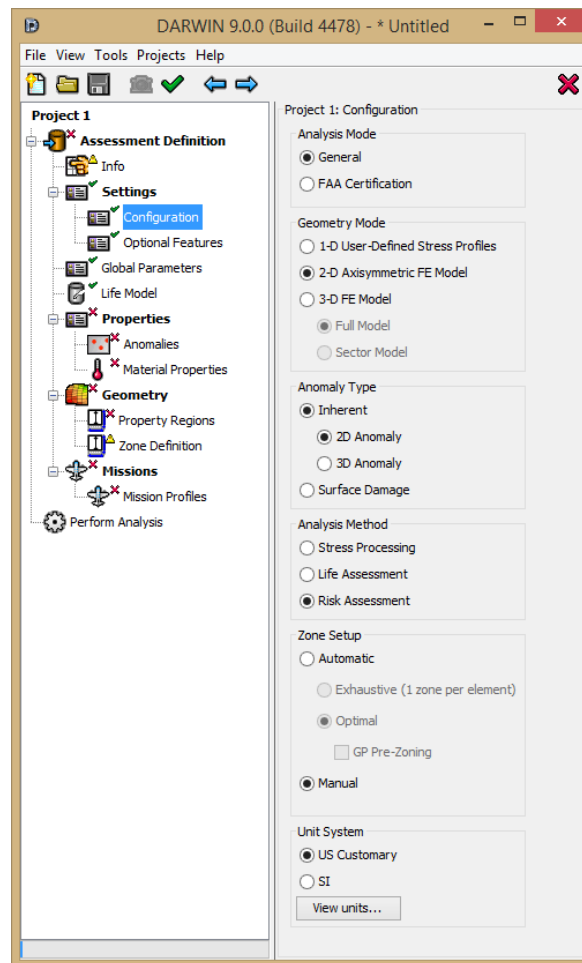 DARWIN 9.0.0 (Build 4478) - * Untitled
File View Tools Projects Help
Project 1
Assessment Definition
Info
Settings
Configuration
Optional Features
Global Parameters
Life Model
Properties
Anomalies
Material Properties
Geometry
Property Regions
Zone Definition
Missions
Mission Profiles
Perform Analysis
Project 1: Configuration
Analysis Mode
General
FAA Certification
Geometry Mode
1-D User-Defined Stress Profiles
2-D Axisymmetric FE Model
3-D FE Model
Full Model
Sector Model
Anomaly Type
Inherent
2D Anomaly
3D Anomaly
Surface Damage
Analysis Method
Stress Processing
Life Assessment
Risk Assessment
Zone Setup
Automatic
Exhaustive (1 zone per element)
Optimal
GP Pre-Zoning
Manual
Unit System
US Customary
SI
View units...